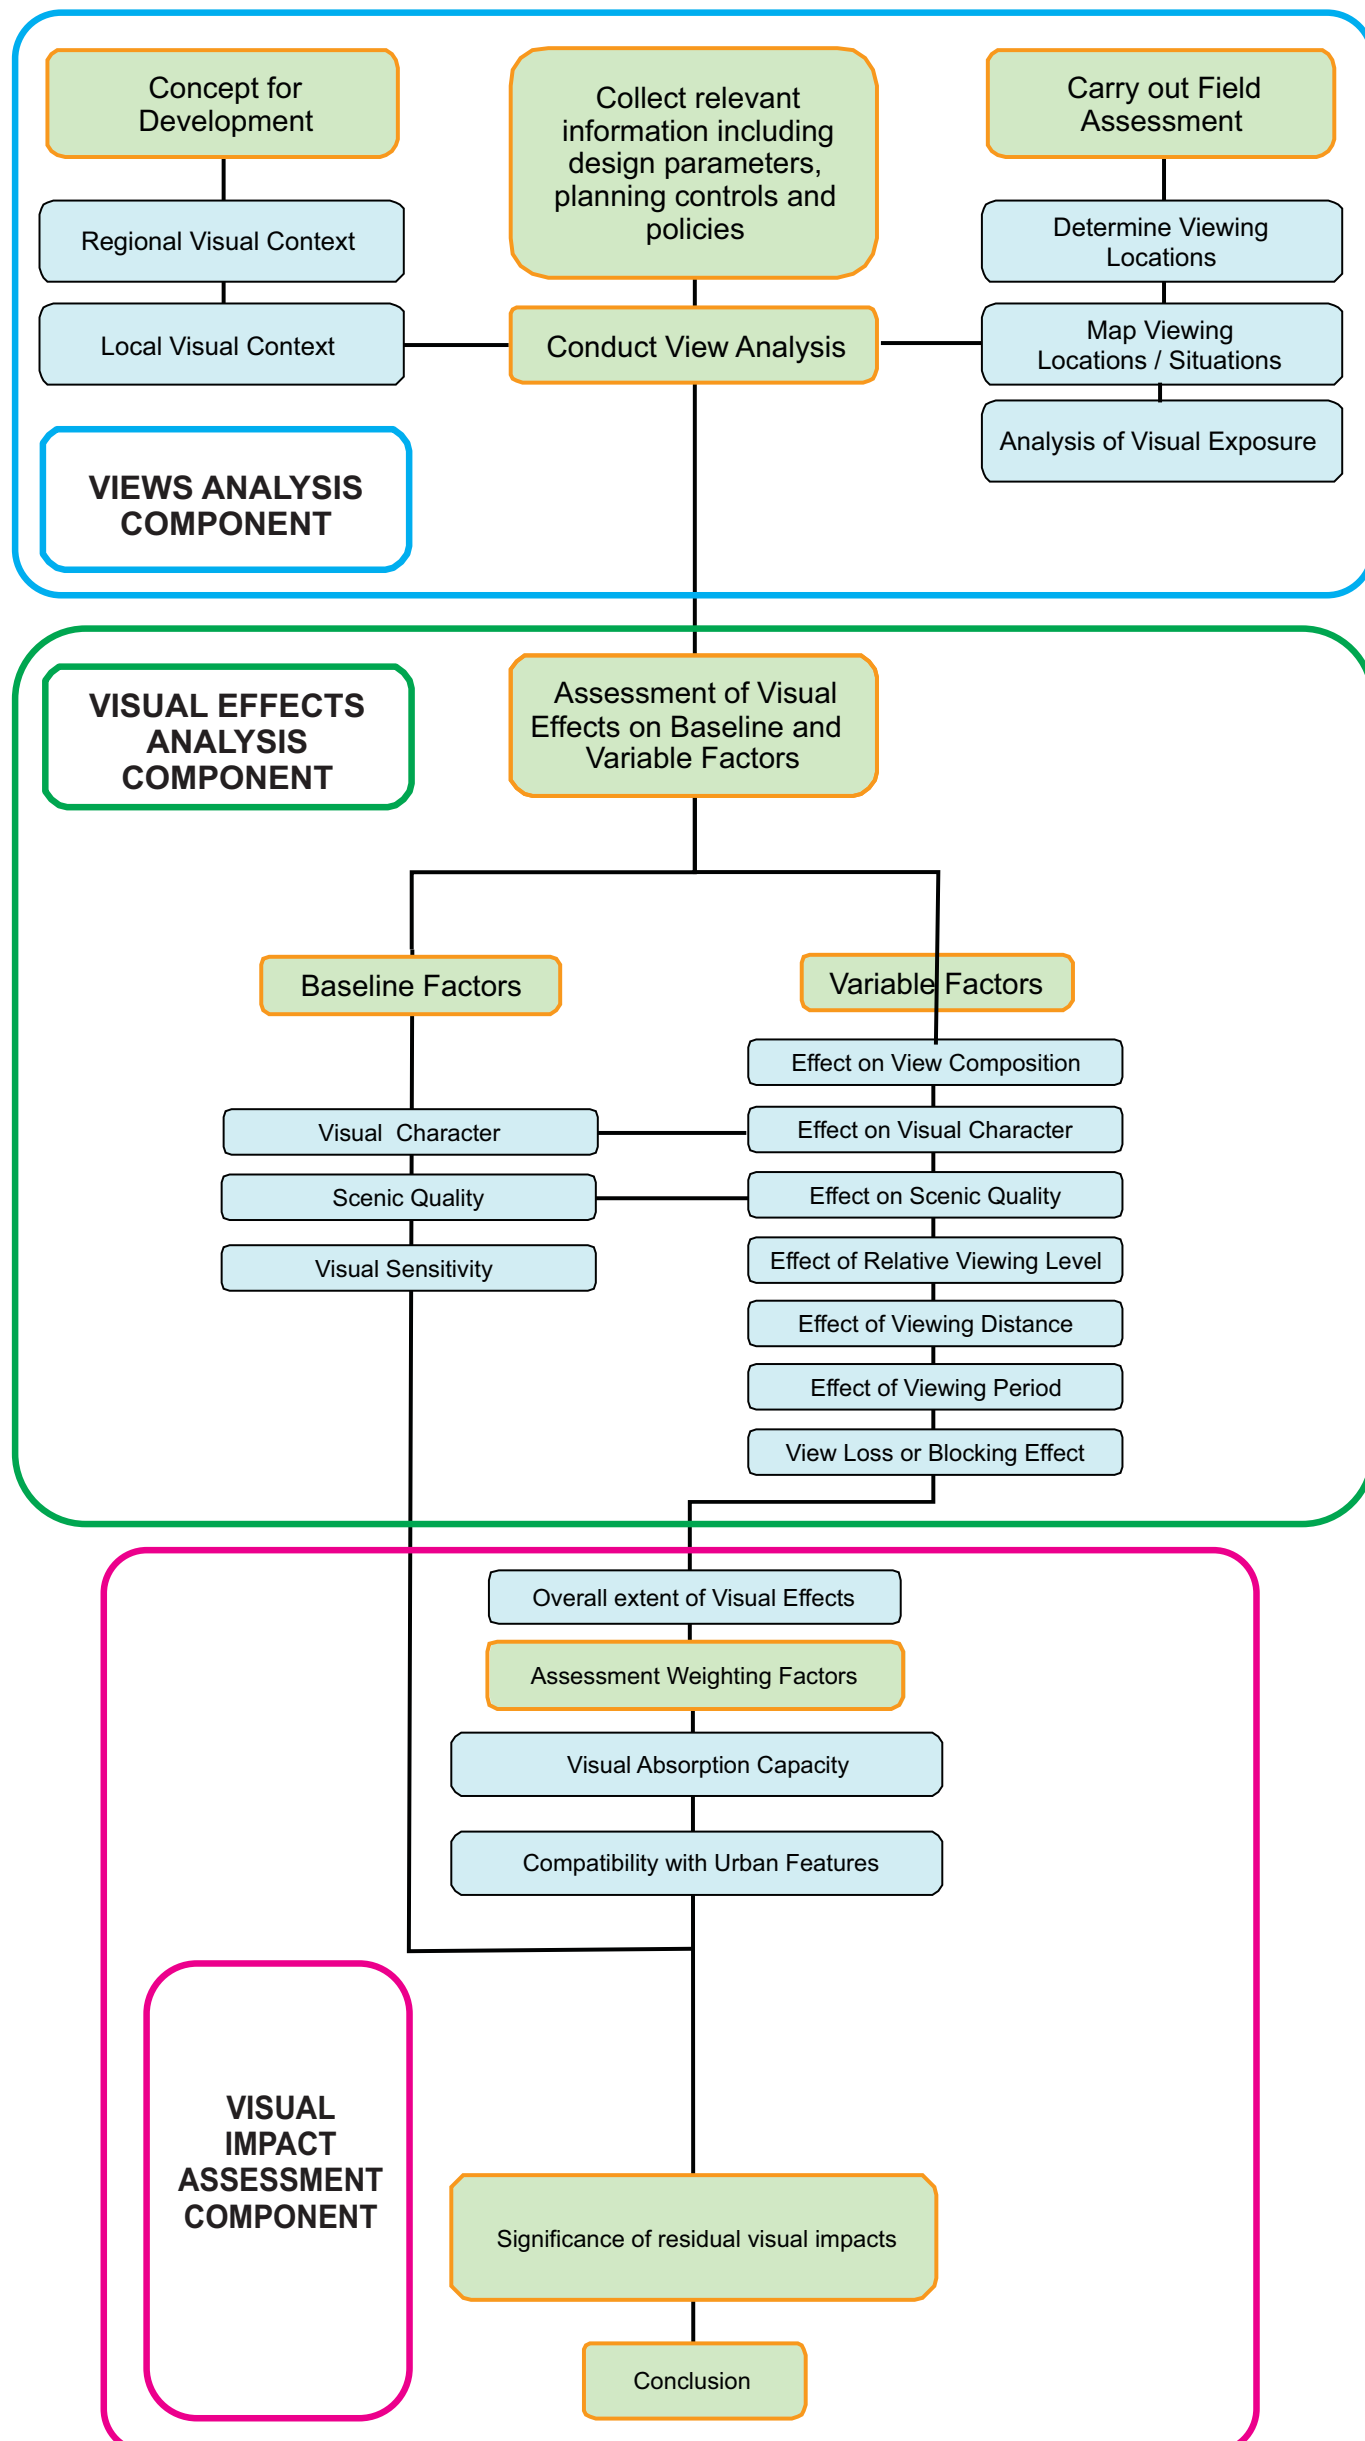 Concept for
Development
Collect relevant
information including
design parameters,
planning controls and
policies
Carry out Field
Assessment
Regional Visual Context
Determine Viewing
Locations
Local Visual Context
Conduct View Analysis
Map Viewing
Locations / Situations
Analysis of Visual Exposure
VIEWS ANALYSIS
COMPONENT
VISUAL EFFECTS
ANALYSIS
COMPONENT
Assessment of Visual
Effects on Baseline and
Variable Factors
Baseline Factors
Variable Factors
Effect on View Composition
Visual Character
Effect on Visual Character
Scenic Quality
Effect on Scenic Quality
Visual Sensitivity
Effect of Relative Viewing Level
Effect of Viewing Distance
Effect of Viewing Period
View Loss or Blocking Effect
Overall extent of Visual Effects
Assessment Weighting Factors
Visual Absorption Capacity
Compatibility with Urban Features
VISUAL
IMPACT
ASSESSMENT
COMPONENT
Significance of residual visual impacts
Conclusion